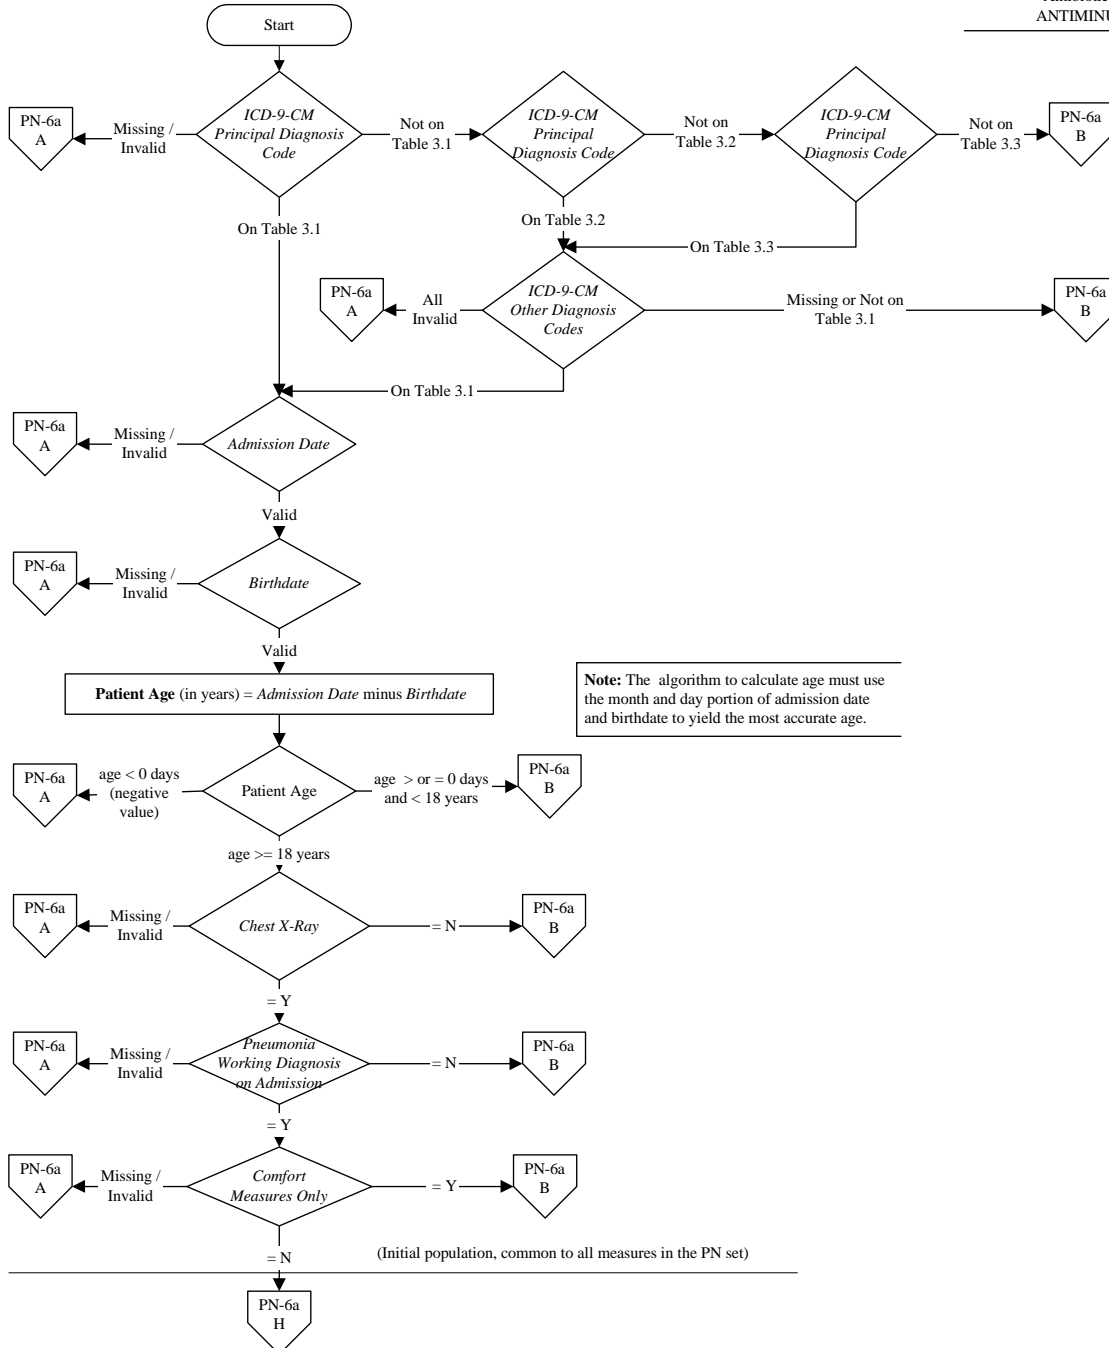 ANTIMINU
Start
PN-6a
A
Missing /
Invalid
ICD-9-CM
Principal Diagnosis
Code
Not on
Table 3.1
ICD-9-CM
Principal
Diagnosis Code
Not on
Table 3.2
ICD-9-CM
Principal
Diagnosis Code
Not on
Table 3.3
PN-6a
B
On Table 3.1
On Table 3.2
On Table 3.3
PN-6a
A
All
Invalid
ICD-9-CM
Other Diagnosis
Codes
Missing or Not on
Table 3.1
PN-6a
B
On Table 3.1
PN-6a
A
Missing /
Invalid
Admission Date
Valid
PN-6a
A
Missing /
Invalid
Birthdate
Valid
Patient Age (in years) = Admission Date minus Birthdate
Note: The algorithm to calculate age must use
the month and day portion of admission date
and birthdate to yield the most accurate age.
PN-6a
A
age < 0 days
(negative
value)
Patient Age
age > or = 0 days
and < 18 years
PN-6a
B
age >= 18 years
PN-6a
A
Missing /
Invalid
Chest X-Ray
= N
PN-6a
B
= Y
PN-6a
A
Missing /
Invalid
Pneumonia
Working Diagnosis
on Admission
= N
PN-6a
B
= Y
PN-6a
A
Missing /
Invalid
Comfort
Measures Only
= Y
PN-6a
B
= N
(Initial population, common to all measures in the PN set)
PN-6a
H